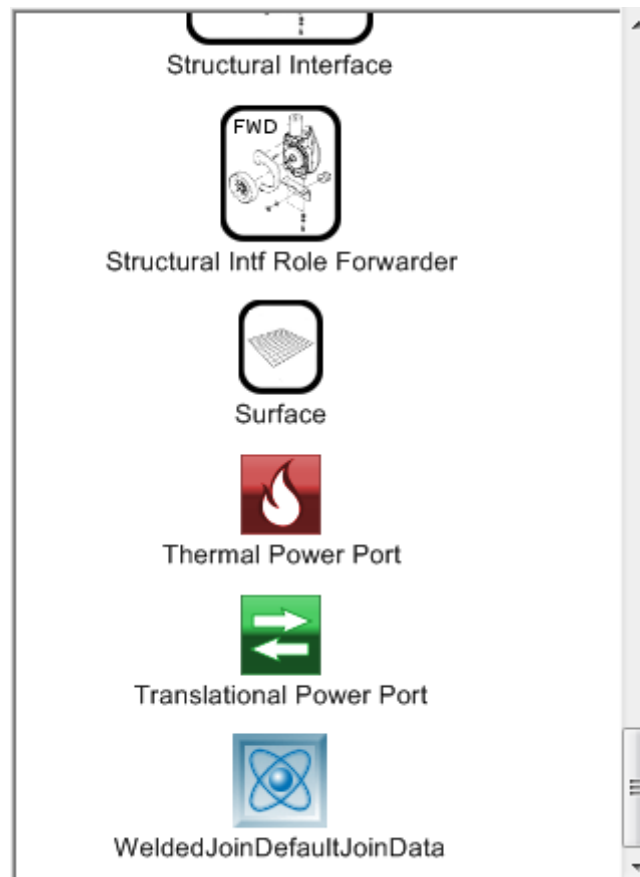 Structural Interface
FWD
Structural Intf Role Forwarder
Surface
Thermal Power Port
Translational Power Port
WeldedJoinDefaultJoinData